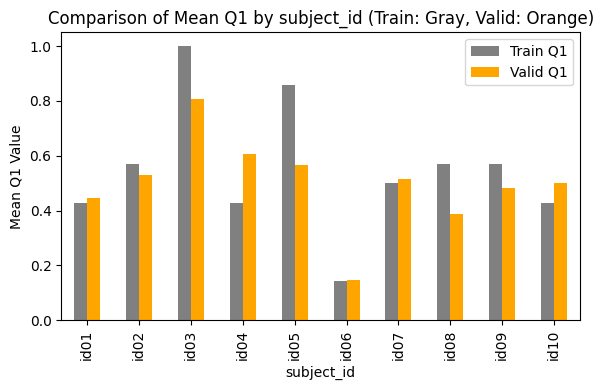 Comparison of Mean Q1 by subject_id (Train: Gray, Valid: Orange)
Train Q1
Valid Q1
Mean Q1 Value
1.0
0.8
0.6
0.4
0.2
0.0
id01
id02
id03
id04
id05
id06
id07
id08
id09
id10
subject_id